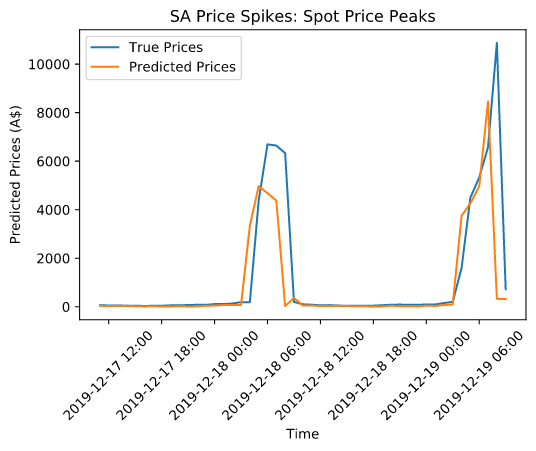 SA Price Spikes: Spot Price Peaks
True Prices
Predicted Prices
Predicted Prices (A$)
10000
8000
6000
4000
2000
0
2019-12-17 12:00
2019-12-17 18:00
2019-12-18 00:00
2019-12-18 06:00
2019-12-18 12:00
2019-12-18 18:00
2019-12-19 00:00
2019-12-19 06:00
Time